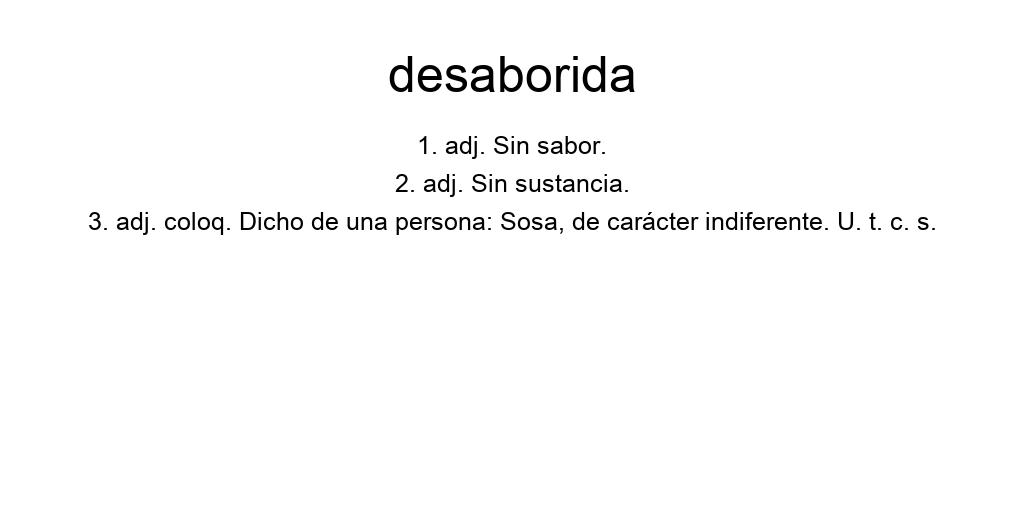 desaborida
1. adj. Sin sabor.
2. adj. Sin sustancia.
3. adj. coloq. Dicho de una persona: Sosa, de carácter indiferente. U. t. c. s.